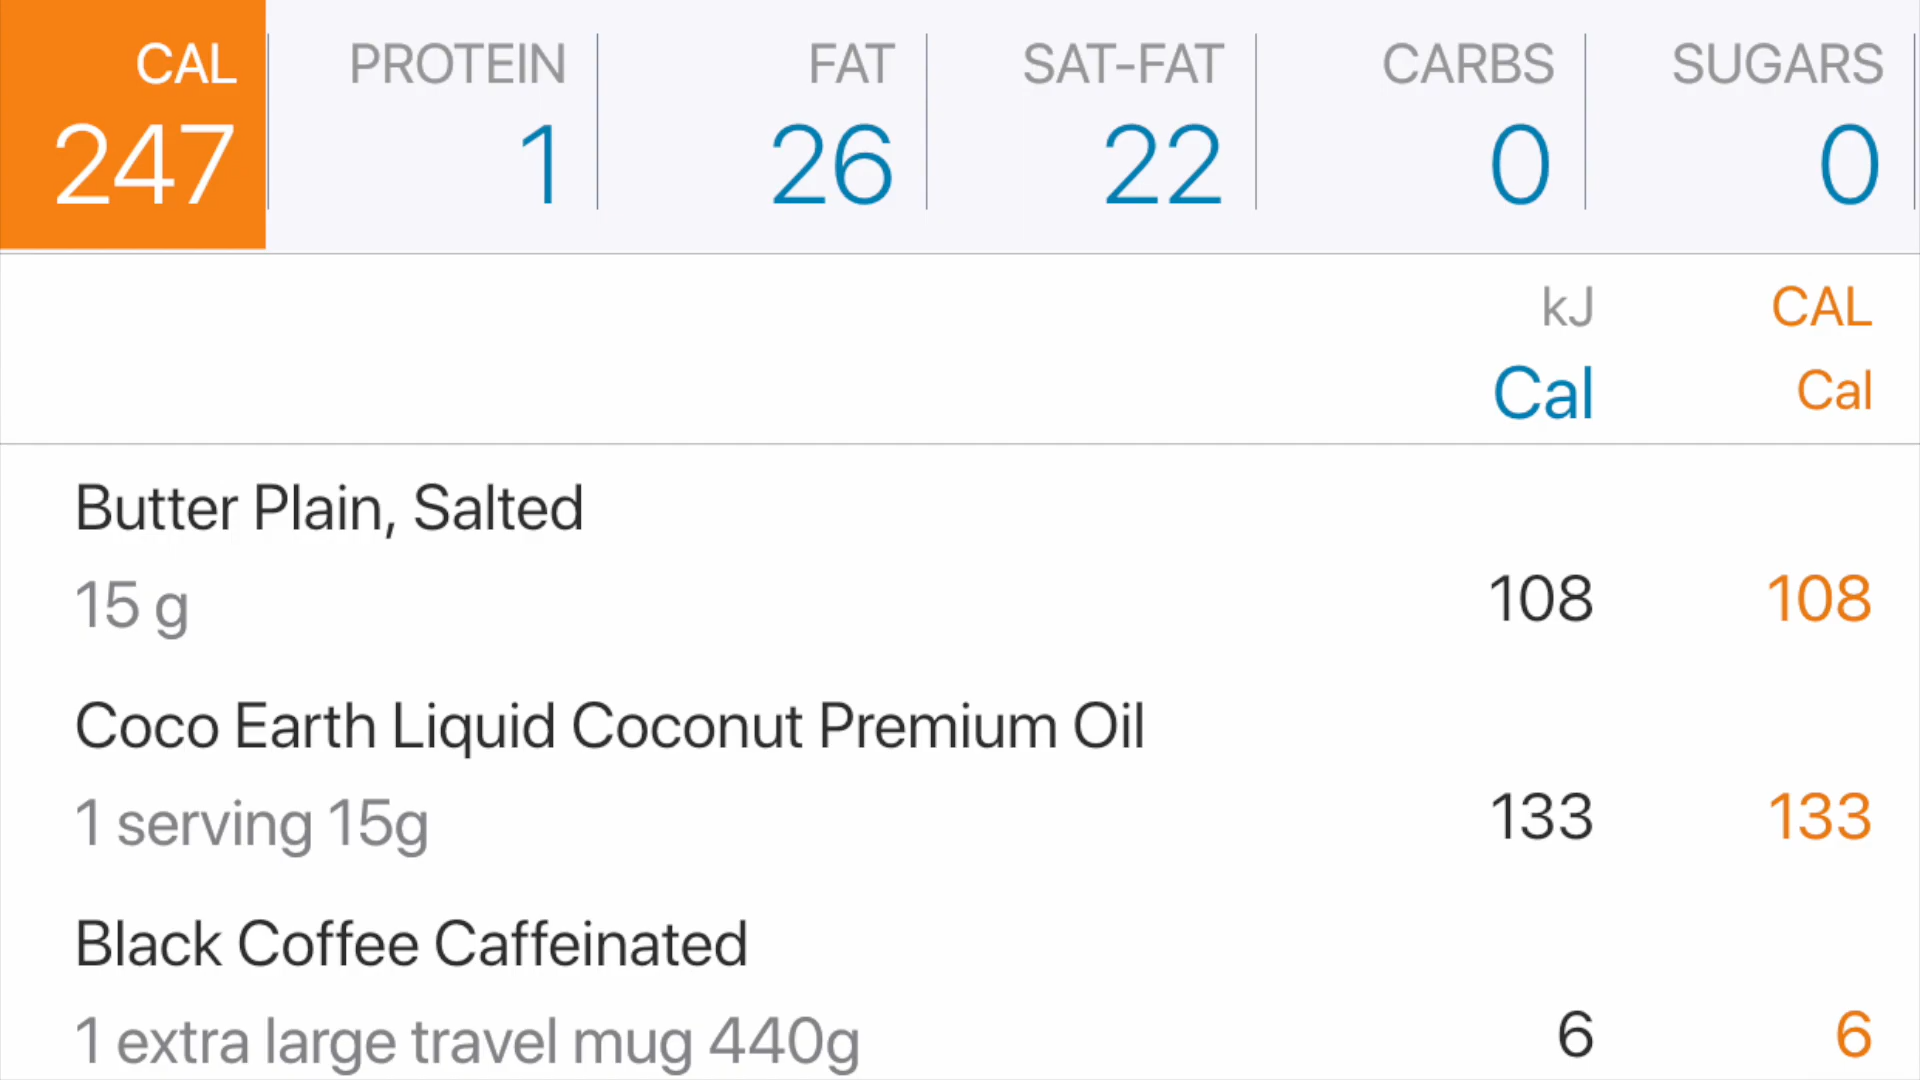 CAL PROTEIN FAT SAT-FAT CARBS SUGARS
247 1 26 22 0 0
kJ CAL
Cal Cal
Butter Plain, Salted
15 g 108 108
Coco Earth Liquid Coconut Premium Oil
1 serving 15g 133 133
Black Coffee Caffeinated
1 extra large travel mug 440g 6 6